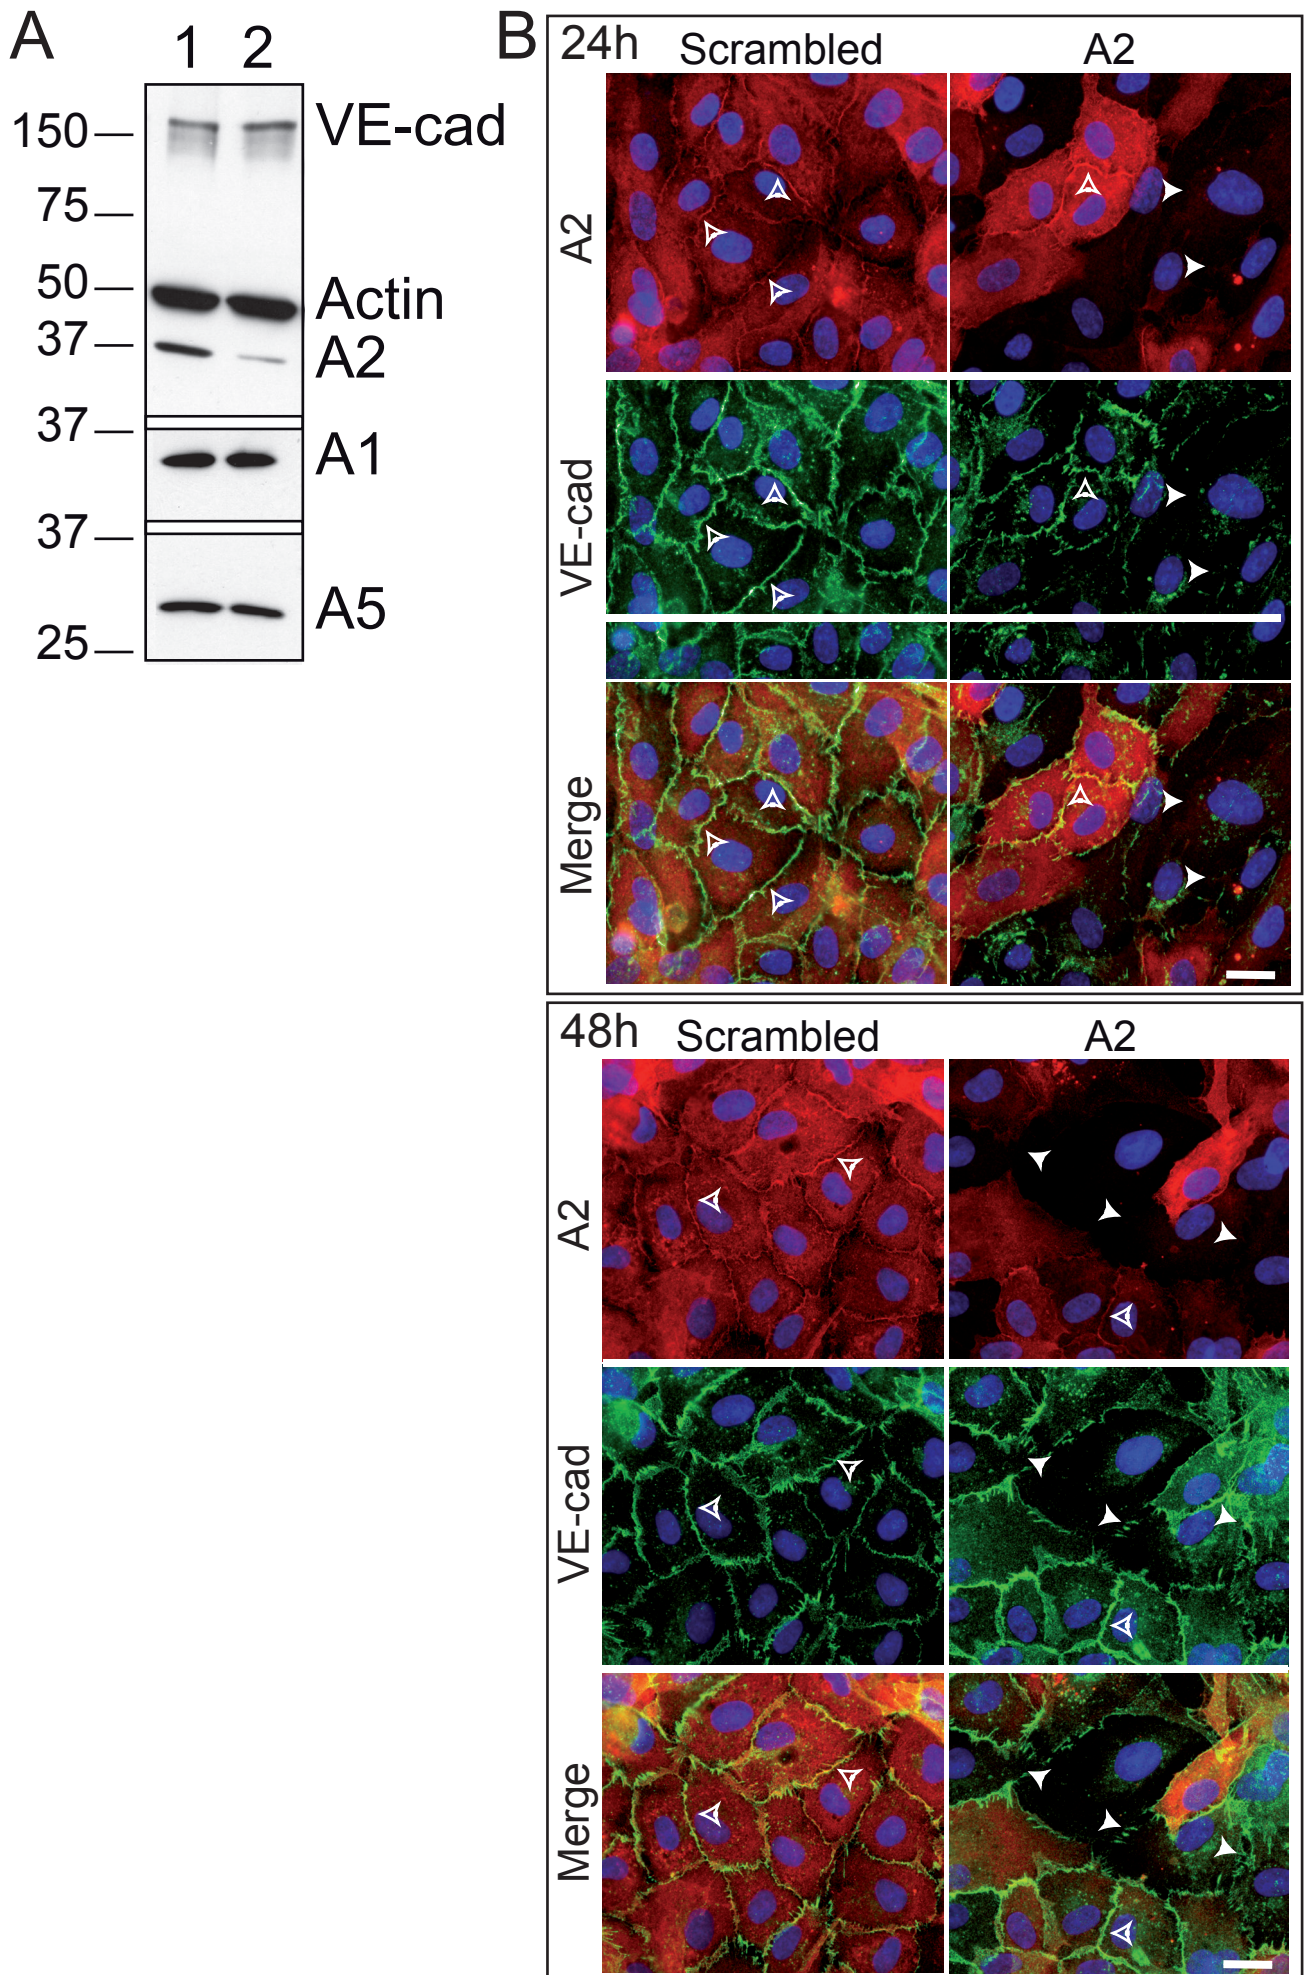 A
1 2
150
VE-cad
75
50
Actin
37
A2
37
A1
37
A5
25
B
24h Scrambled A2
A2
VE-cad
Merge
48h Scrambled A2
A2
VE-cad
Merge